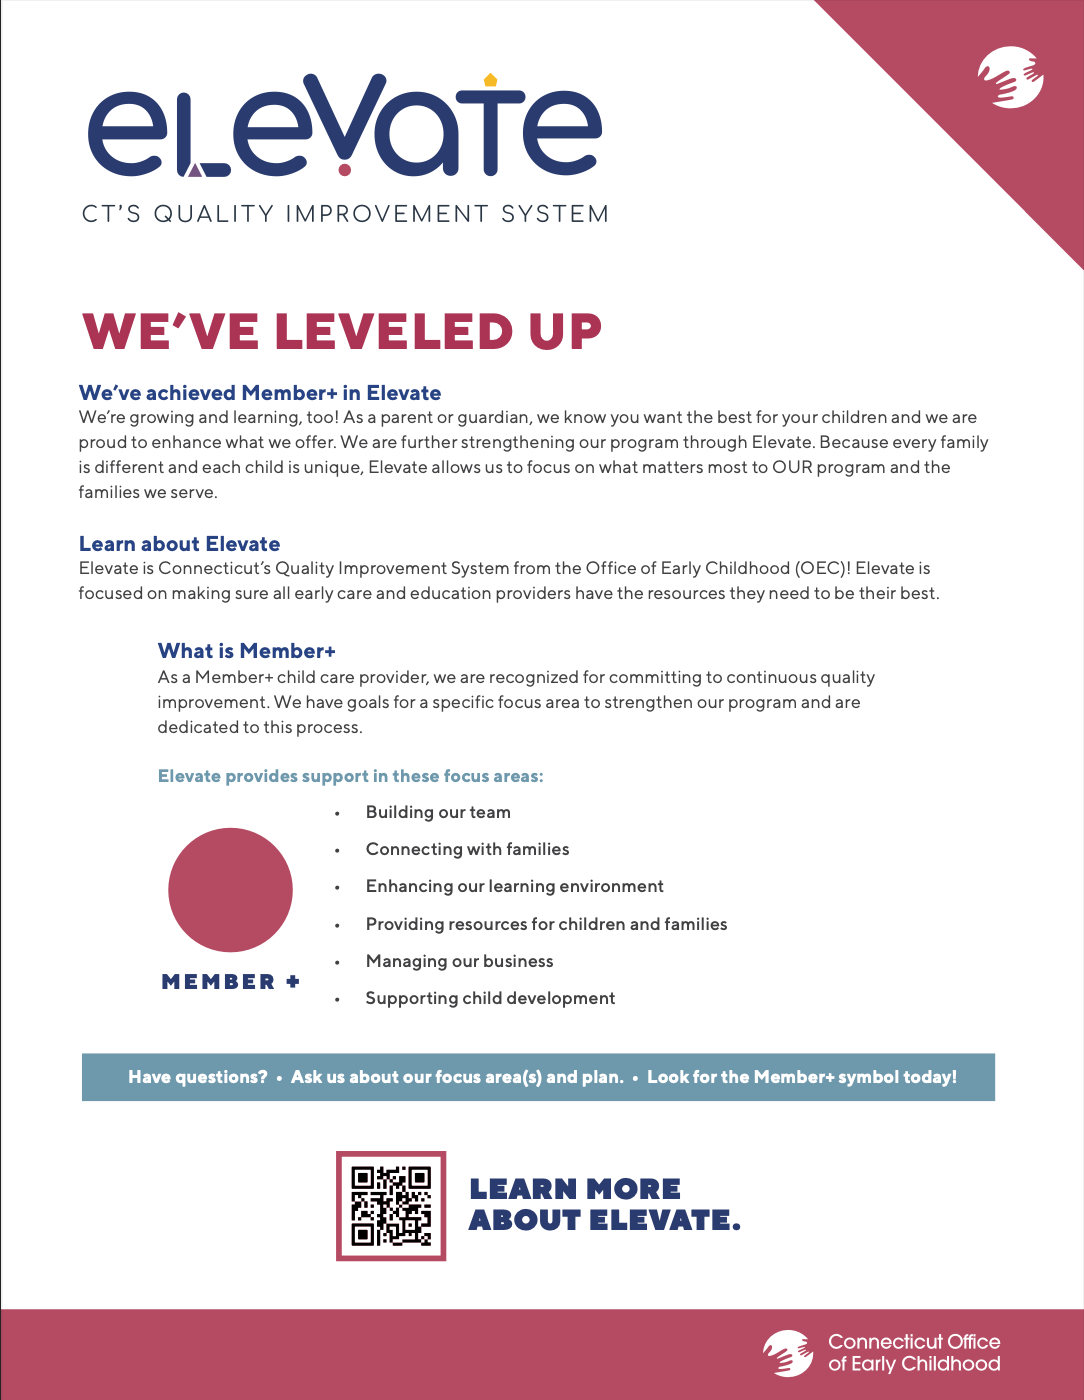 eLeVate
CT'S QUALITY IMPROVEMENT SYSTEM
WE'VE LEVELED UP
We've achieved Member+ in Elevate
We're growing and learning, too! As a parent or guardian, we know you want the best for your children and we are
proud to enhance what we offer. We are further strengthening our program through Elevate. Because every family
is different and each child is unique, Elevate allows us to focus on what matters most to OUR program and the
families we serve.
Learn about Elevate
Elevate is Connecticut's Quality Improvement System from the Office of Early Childhood (OEC)! Elevate is
focused on making sure all early care and education providers have the resources they need to be their best.
What is Member+
As a Member+ child care provider, we are recognized for committing to continuous quality
improvement. We have goals for a specific focus area to strengthen our program and are
dedicated to this process.
Elevate provides support in these focus areas:
• Building our team
• Connecting with families
• Enhancing our learning environment
• Providing resources for children and families
• Managing our business
• Supporting child development
MEMBER +
Have questions? • Ask us about our focus area(s) and plan. • Look for the Member+ symbol today!
LEARN MORE
ABOUT ELEVATE.
Connecticut Office
of Early Childhood